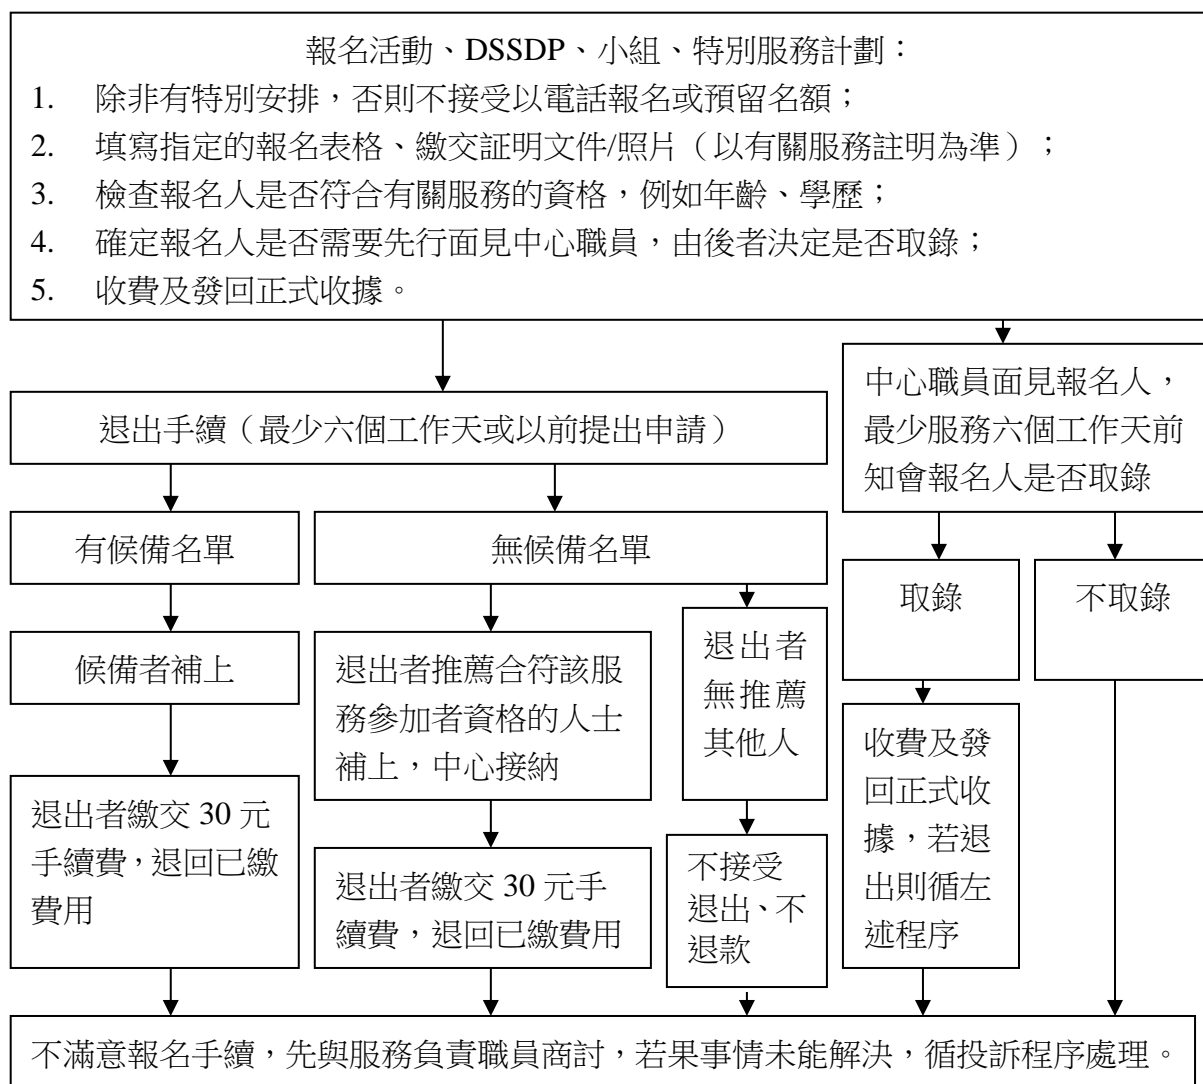 報名活動、DSSDP、小組、特別服務計劃：
1. 除非有特別安排，否則不接受以電話報名或預留名額；
2. 填寫指定的報名表格、繳交証明文件/照片（以有關服務註明為準）；
3. 檢查報名人是否符合有關服務的資格，例如年齡、學歷；
4. 確定報名人是否需要先行面見中心職員，由後者決定是否取錄；
5. 收費及發回正式收據。
退出手續（最少六個工作天或以前提出申請）
中心職員面見報名人，
最少服務六個工作天前
知會報名人是否取錄
有候備名單
無候備名單
取錄
不取錄
候備者補上
退出者推薦合符該服
務參加者資格的人士
補上，中心接納
退出者
無推薦
其他人
收費及發
回正式收
據，若退
出則循左
述程序
退出者繳交 30 元
手續費，退回已繳
費用
退出者繳交 30 元手
續費，退回已繳費用
不接受
退出、不
退款
不滿意報名手續，先與服務負責職員商討，若果事情未能解決，循投訴程序處理。